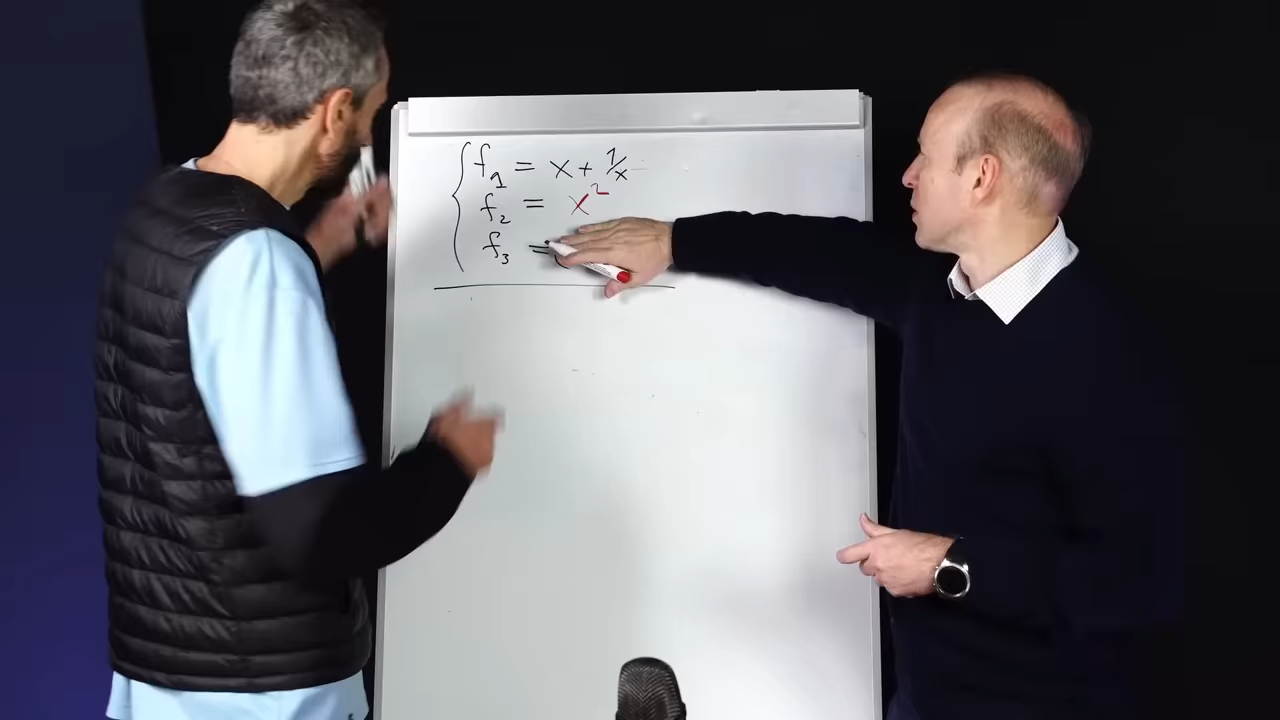 f₁ = x + 1/x
f₂ = x²
f₃ =